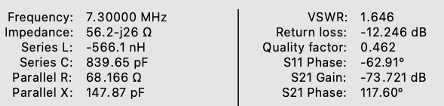 Frequency: 7.30000 MHz
Impedance: 56.2-j26 Ω
Series L: -566.1 nH
Series C: 839.65 pF
Parallel R: 68.166 Ω
Parallel X: 147.87 pF
VSWR: 1.646
Return loss: -12.246 dB
Quality factor: 0.462
S11 Phase: -62.91°
S21 Gain: -73.721 dB
S21 Phase: 117.60°